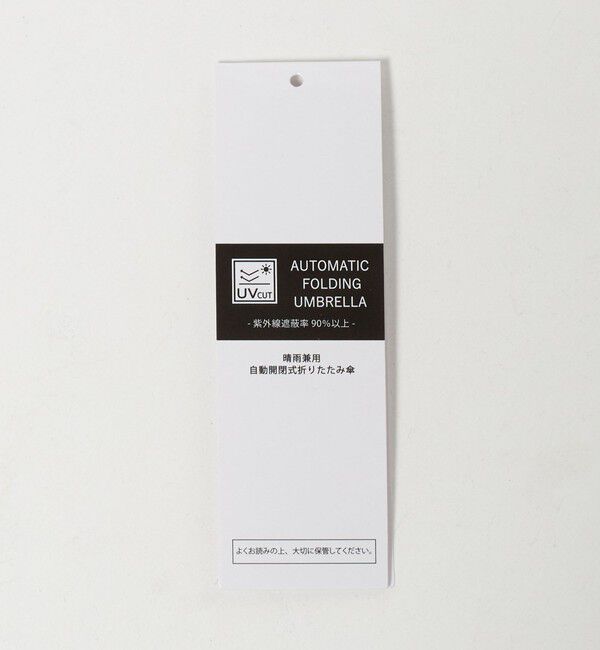 UV CUT
AUTOMATIC
FOLDING
UMBRELLA
- 紫外線遮蔽率 90%以上 -
晴雨兼用
自動開閉式折りたたみ傘
よくお読みの上、大切に保管してください。